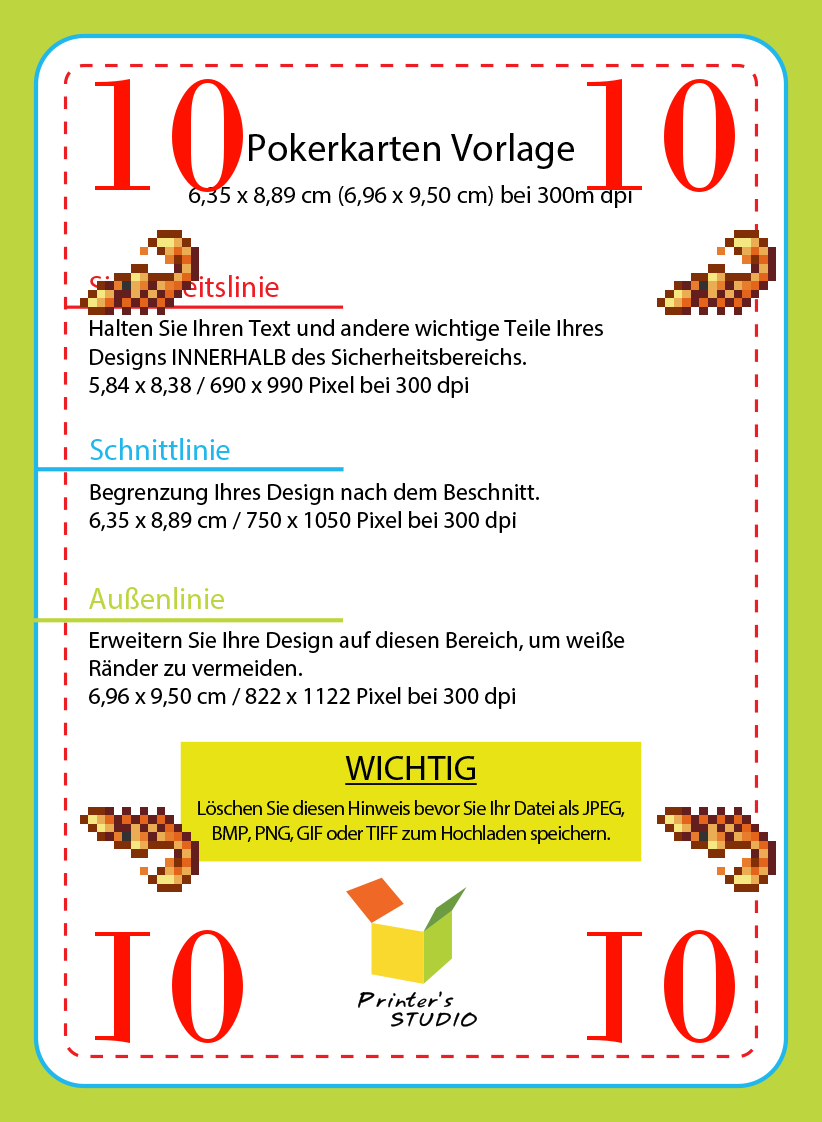 10 10
Pokerkarten Vorlage
6,35 x 8,89 cm (6,96 x 9,50 cm) bei 300m dpi
Halten Sie Ihren Text und andere wichtige Teile Ihres
Designs INNERHALB des Sicherheitsbereichs.
5,84 x 8,38 / 690 x 990 Pixel bei 300 dpi
Schnittlinie
Begrenzung Ihres Design nach dem Beschnitt.
6,35 x 8,89 cm / 750 x 1050 Pixel bei 300 dpi
Außenlinie
Erweitern Sie Ihre Design auf diesen Bereich, um weiße
Ränder zu vermeiden.
6,96 x 9,50 cm / 822 x 1122 Pixel bei 300 dpi
WICHTIG
Löschen Sie diesen Hinweis bevor Sie Ihr Datei als JPEG,
BMP, PNG, GIF oder TIFF zum Hochladen speichern.
Printer's
STUDIO
10 10